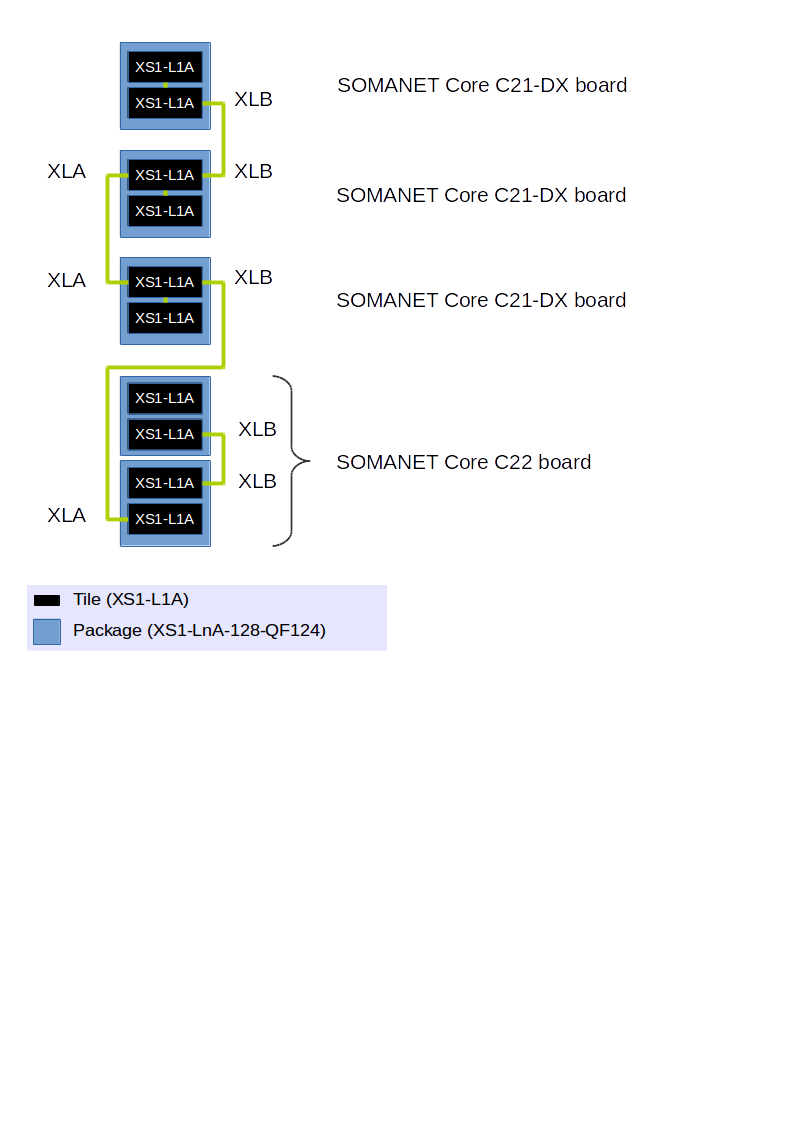 XS1-L1A
SOMANET Core C21-DX board
XS1-L1A
XLB
XLA
XS1-L1A
XLB
SOMANET Core C21-DX board
XS1-L1A
XLA
XS1-L1A
XLB
SOMANET Core C21-DX board
XS1-L1A
XS1-L1A
XS1-L1A
XLB
SOMANET Core C22 board
XS1-L1A
XLB
XLA
XS1-L1A
Tile (XS1-L1A)
Package (XS1-LnA-128-QF124)